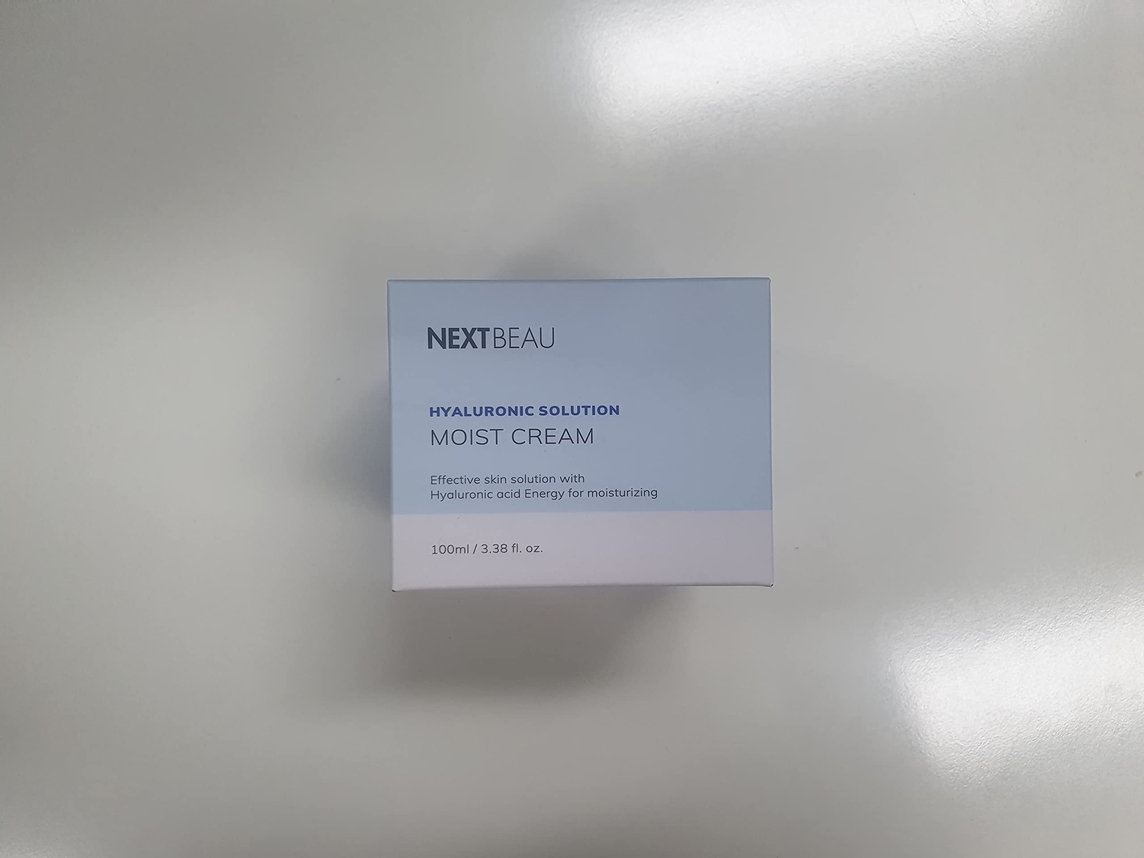 NEXTBEAU
HYALURONIC SOLUTION
MOIST CREAM
Effective skin solution with
Hyaluronic acid Energy for moisturizing
100ml / 3.38 fl. oz.